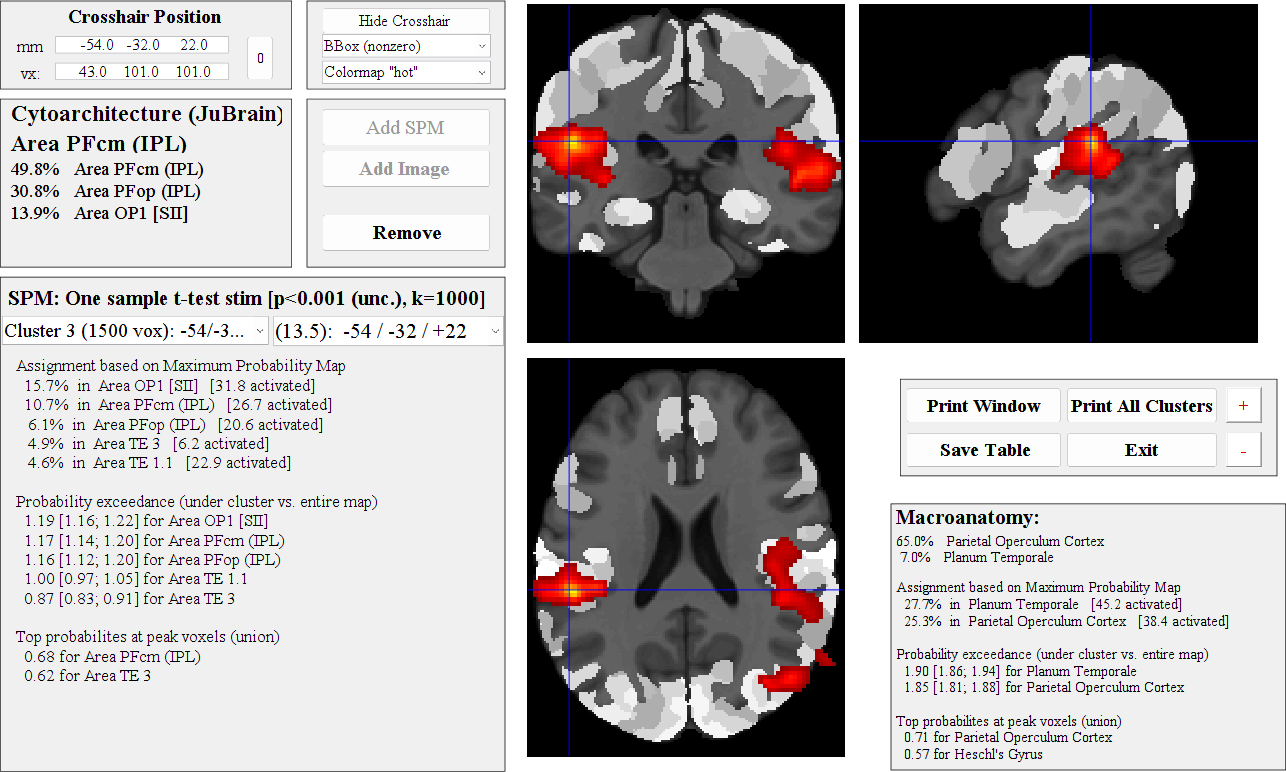 Crosshair Position
mm -54.0 -32.0 22.0
vx: 43.0 101.0 101.0
0
Hide Crosshair
BBox (nonzero)
Colormap "hot"
Cytoarchitecture (JuBrain)
Area PFcm (IPL)
49.8% Area PFcm (IPL)
30.8% Area PFop (IPL)
13.9% Area OP1 [SII]
Add SPM
Add Image
Remove
SPM: One sample t-test stim [p<0.001 (unc.), k=1000]
Cluster 3 (1500 vox): -54/-3... (13.5): -54 / -32 / +22
Assignment based on Maximum Probability Map
15.7% in Area OP1 [SII] [31.8 activated]
10.7% in Area PFcm (IPL) [26.7 activated]
6.1% in Area PFop (IPL) [20.6 activated]
4.9% in Area TE 3 [6.2 activated]
4.6% in Area TE 1.1 [22.9 activated]
Probability exceedance (under cluster vs. entire map)
1.19 [1.16; 1.22] for Area OP1 [SII]
1.17 [1.14; 1.20] for Area PFcm (IPL)
1.16 [1.12; 1.20] for Area PFop (IPL)
1.00 [0.97; 1.05] for Area TE 1.1
0.87 [0.83; 0.91] for Area TE 3
Top probabilites at peak voxels (union)
0.68 for Area PFcm (IPL)
0.62 for Area TE 3
Print Window Print All Clusters +
Save Table Exit -
Macroanatomy:
65.0% Parietal Operculum Cortex
7.0% Planum Temporale
Assignment based on Maximum Probability Map
27.7% in Planum Temporale [45.2 activated]
25.3% in Parietal Operculum Cortex [38.4 activated]
Probability exceedance (under cluster vs. entire map)
1.90 [1.86; 1.94] for Planum Temporale
1.85 [1.81; 1.88] for Parietal Operculum Cortex
Top probabilites at peak voxels (union)
0.71 for Parietal Operculum Cortex
0.57 for Heschl's Gyrus